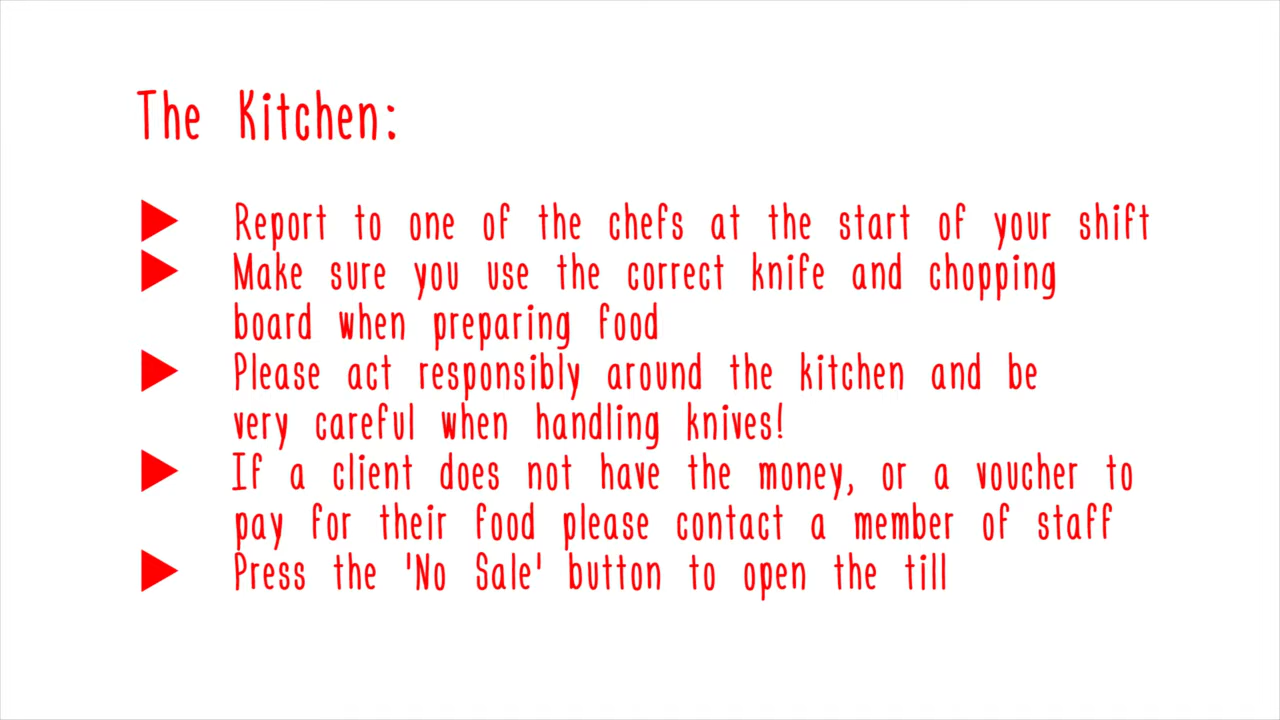 The Kitchen:
Report to one of the chefs at the start of your shift
Make sure you use the correct knife and chopping
board when preparing food
Please act responsibly around the kitchen and be
very careful when handling knives!
If a client does not have the money, or a voucher to
pay for their food please contact a member of staff
Press the 'No Sale' button to open the till